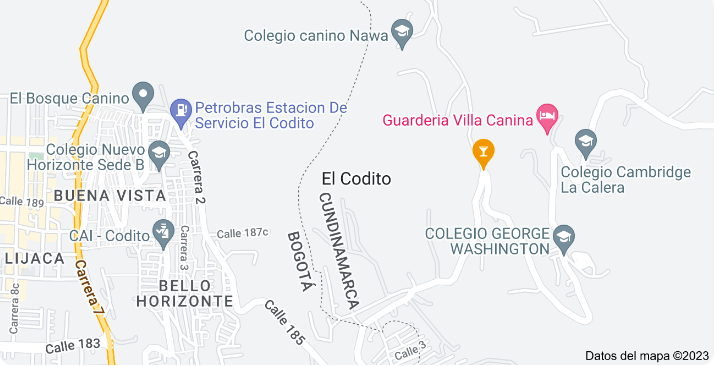 Colegio canino Nawa
El Bosque Canino
Petrobras Estacion De
Servicio El Codito
Guarderia Villa Canina
Colegio Nuevo
Horizonte Sede B
Colegio Cambridge
La Calera
El Codito
Carrera 2
BUENA VISTA
Calle 189
CUNDINAMARCA
CAI - Codito
Calle 187c
COLEGIO GEORGE
WASHINGTON
BOGOTÁ
Carrera 3
LIJACA
Carrera 7
BELLO
HORIZONTE
Carrera 8c
Calle 185
Calle 183
Calle 3
Datos del mapa ©2023